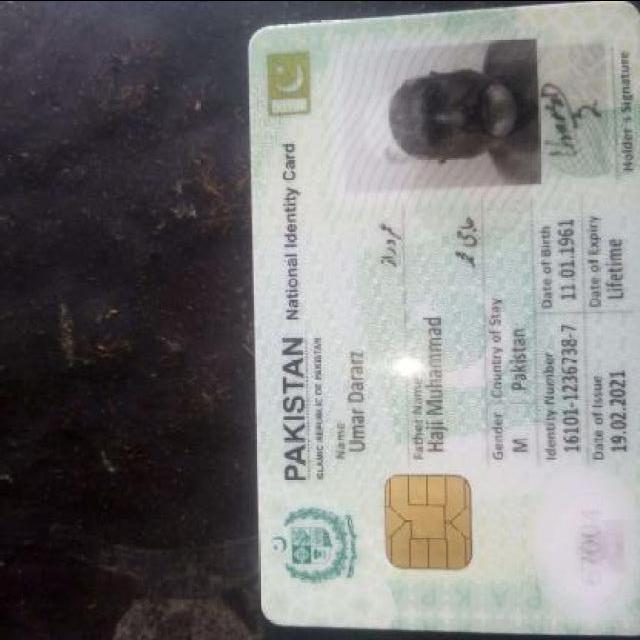 PAKISTAN National Identity Card
ISLAMIC REPUBLIC OF PAKISTAN
Name
Umar Daraz
عمر دراز
Father Name
Hajji Muhammad
حاجی محمد
Gender
Country of Stay
M
Pakistan
Identity Number
Date of Birth
16101-1236738-7
11.01.1961
Date of Issue
Date of Expiry
19.02.2021
Lifetime
Holder's Signature